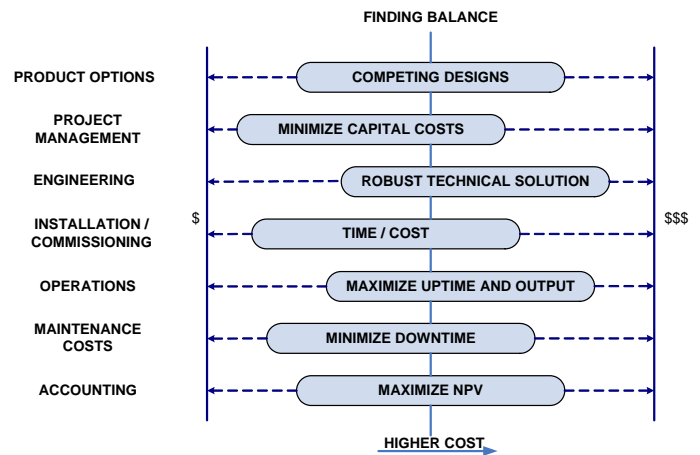 FINDING BALANCE
PRODUCT OPTIONS
COMPETING DESIGNS
PROJECT
MANAGEMENT
MINIMIZE CAPITAL COSTS
ENGINEERING
ROBUST TECHNICAL SOLUTION
$
INSTALLATION /
COMMISSIONING
TIME / COST
$$$
OPERATIONS
MAXIMIZE UPTIME AND OUTPUT
MAINTENANCE
COSTS
MINIMIZE DOWNTIME
ACCOUNTING
MAXIMIZE NPV
HIGHER COST